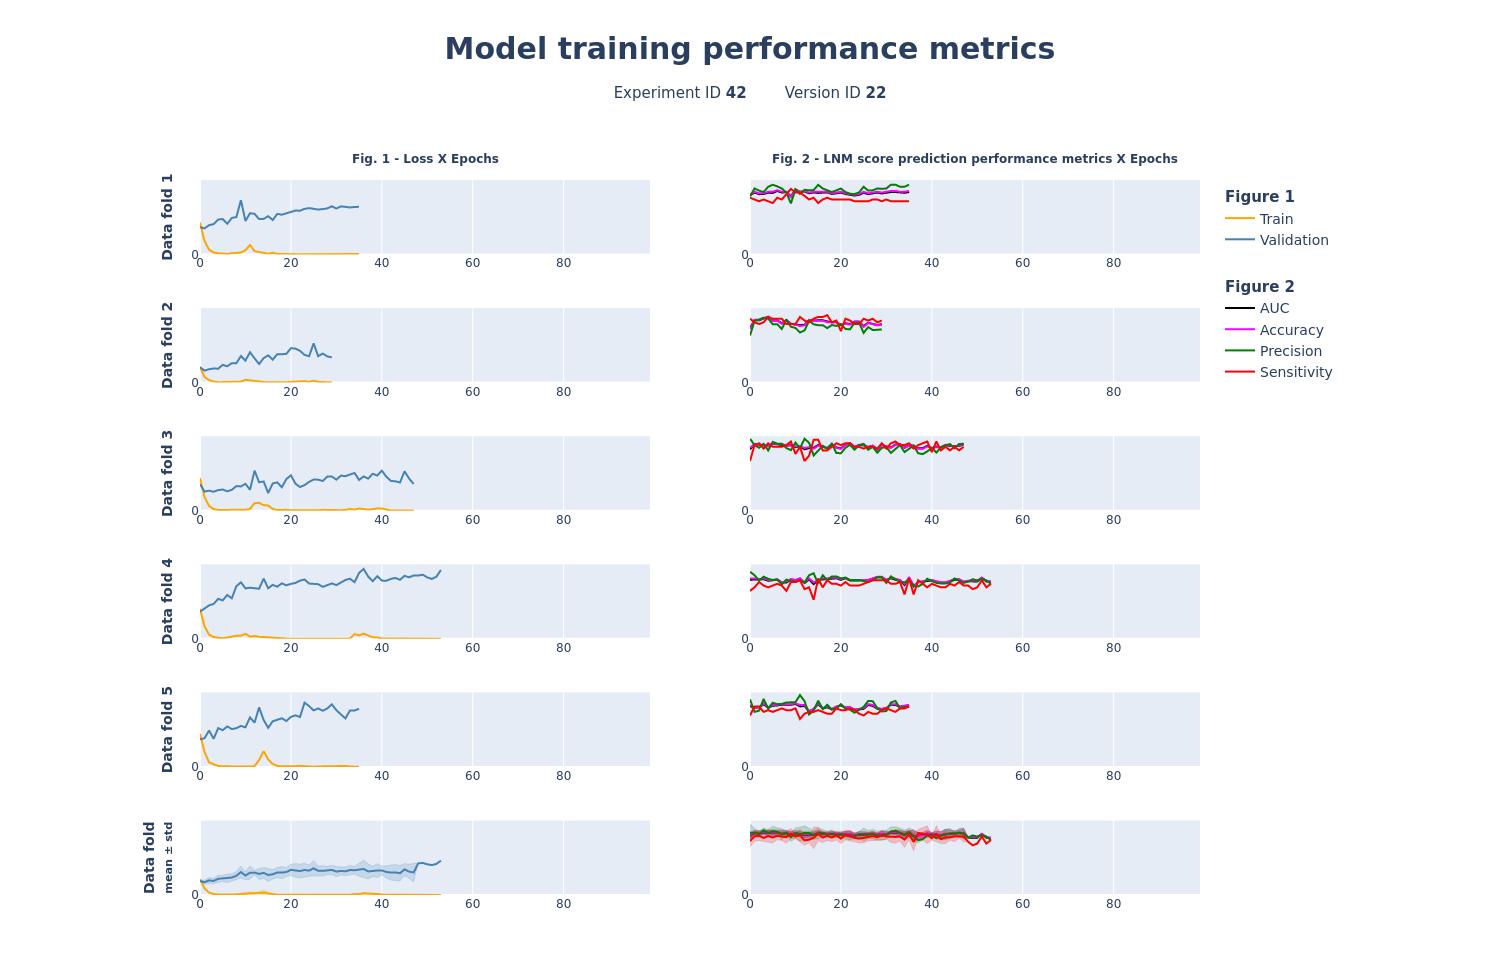 Model training performance metrics
Experiment ID 42 Version ID 22
Fig. 1 - Loss X Epochs
Fig. 2 - LNM score prediction performance metrics X Epochs
Data fold 1
0
0 20 40 60 80
0
0 20 40 60 80
Figure 1
Train
Validation
Figure 2
AUC
Accuracy
Precision
Sensitivity
Data fold 2
0
0 20 40 60 80
0
0 20 40 60 80
Data fold 3
0
0 20 40 60 80
0
0 20 40 60 80
Data fold 4
0
0 20 40 60 80
0
0 20 40 60 80
Data fold 5
0
0 20 40 60 80
0
0 20 40 60 80
Data fold
mean ± std
0
0 20 40 60 80
0
0 20 40 60 80